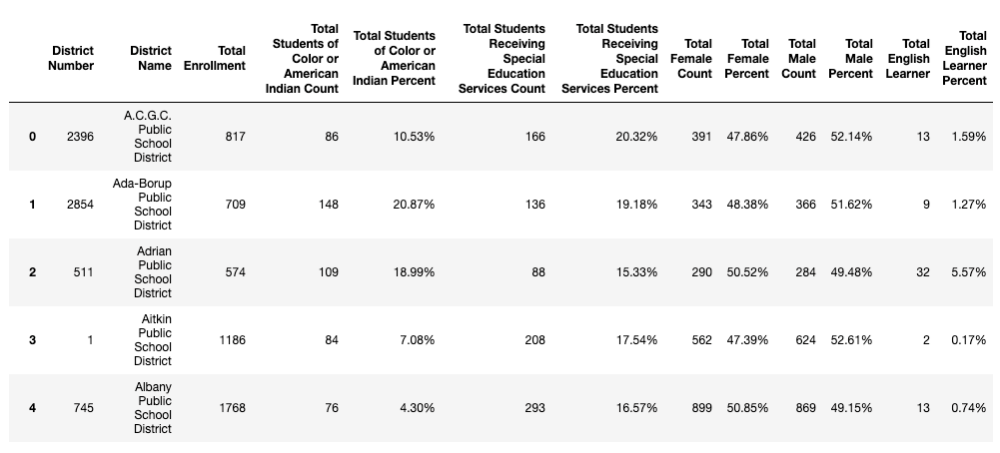 District Number District Name Total Enrollment Total Students of Color or American Indian Count Total Students of Color or American Indian Percent Total Students Receiving Special Education Services Count Total Students Receiving Special Education Services Percent Total Female Count Total Female Percent Total Male Count Total Male Percent Total English Learner Total English Learner Percent
0 2396 A.C.G.C. Public School District 817 86 10.53% 166 20.32% 391 47.86% 426 52.14% 13 1.59%
1 2854 Ada-Borup Public School District 709 148 20.87% 136 19.18% 343 48.38% 366 51.62% 9 1.27%
2 511 Adrian Public School District 574 109 18.99% 88 15.33% 290 50.52% 284 49.48% 32 5.57%
3 1 Aitkin Public School District 1186 84 7.08% 208 17.54% 562 47.39% 624 52.61% 2 0.17%
4 745 Albany Public School District 1768 76 4.30% 293 16.57% 899 50.85% 869 49.15% 13 0.74%